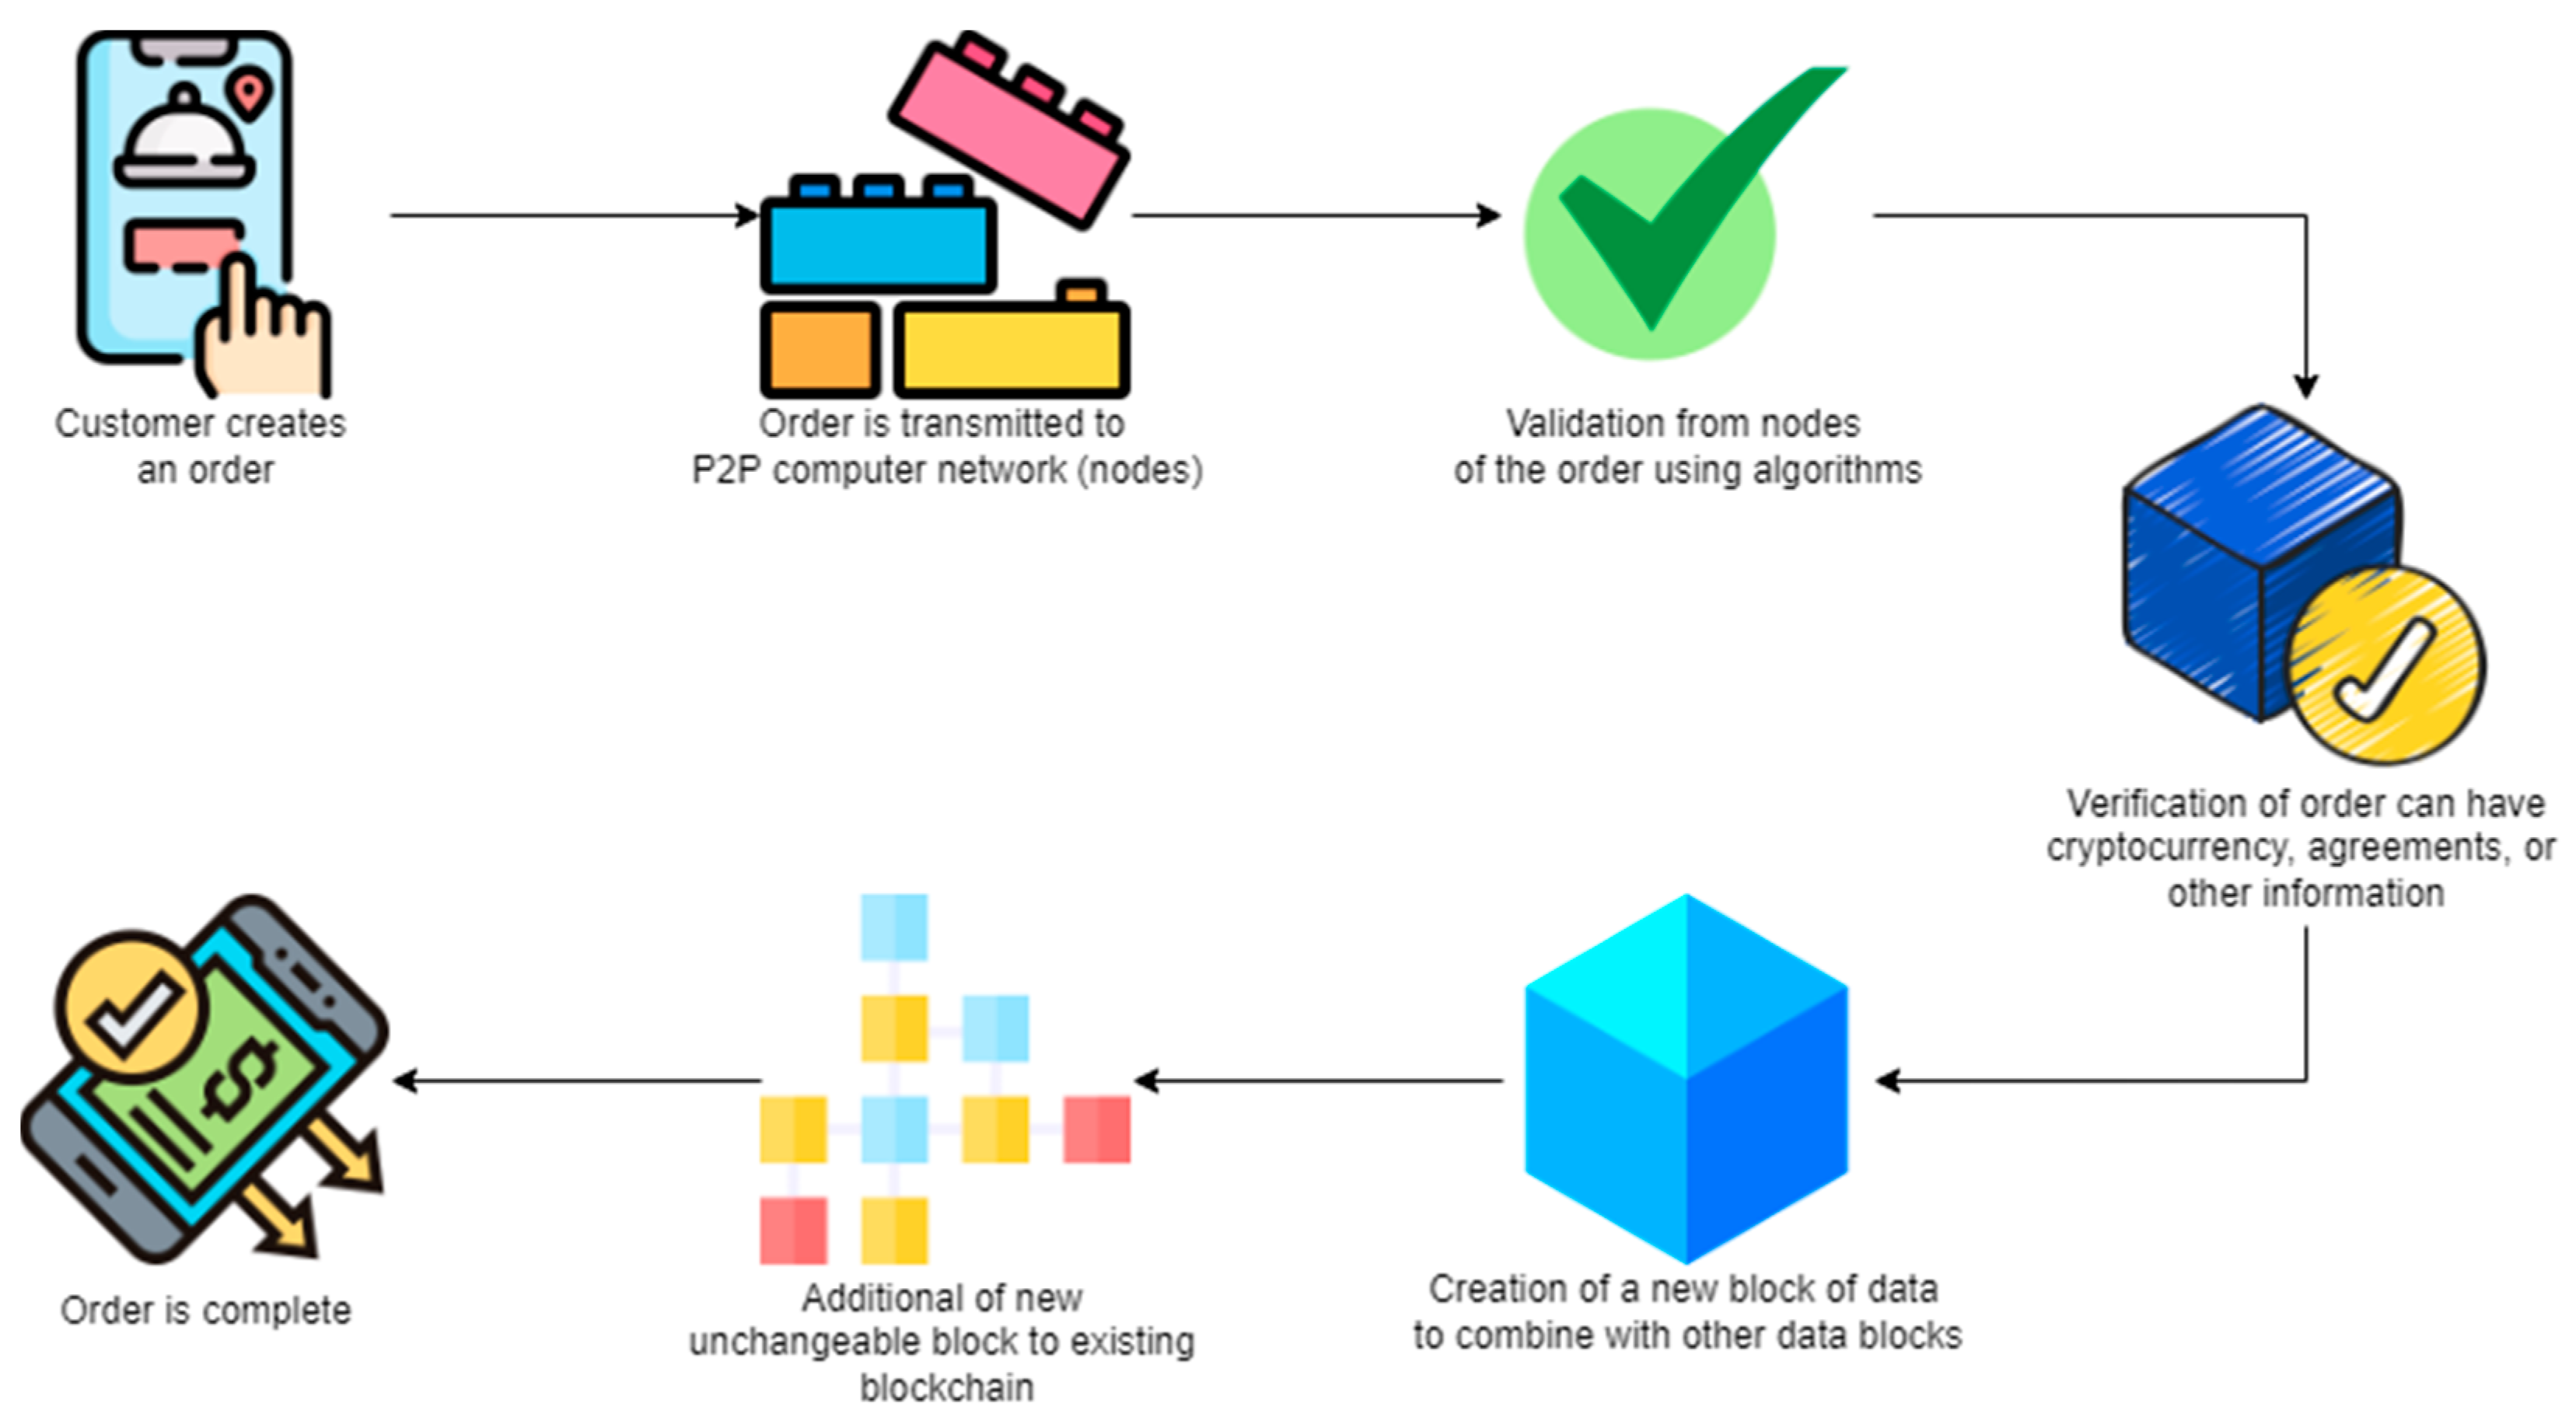 Customer creates
an order
Order is transmitted to
P2P computer network (nodes)
Validation from nodes
of the order using algorithms
Verification of order can have
cryptocurrency, agreements, or
other information
Creation of a new block of data
to combine with other data blocks
Additional of new
unchangeable block to existing
blockchain
Order is complete